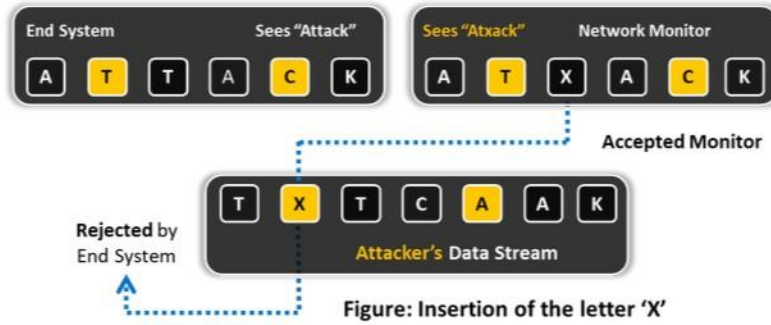 End System Sees "Attack"
A T T A C K
Sees "Atxack" Network Monitor
A T X A C K
Accepted Monitor
T X T C A A K
Attacker's Data Stream
Rejected by
End System
Figure: Insertion of the letter 'X'